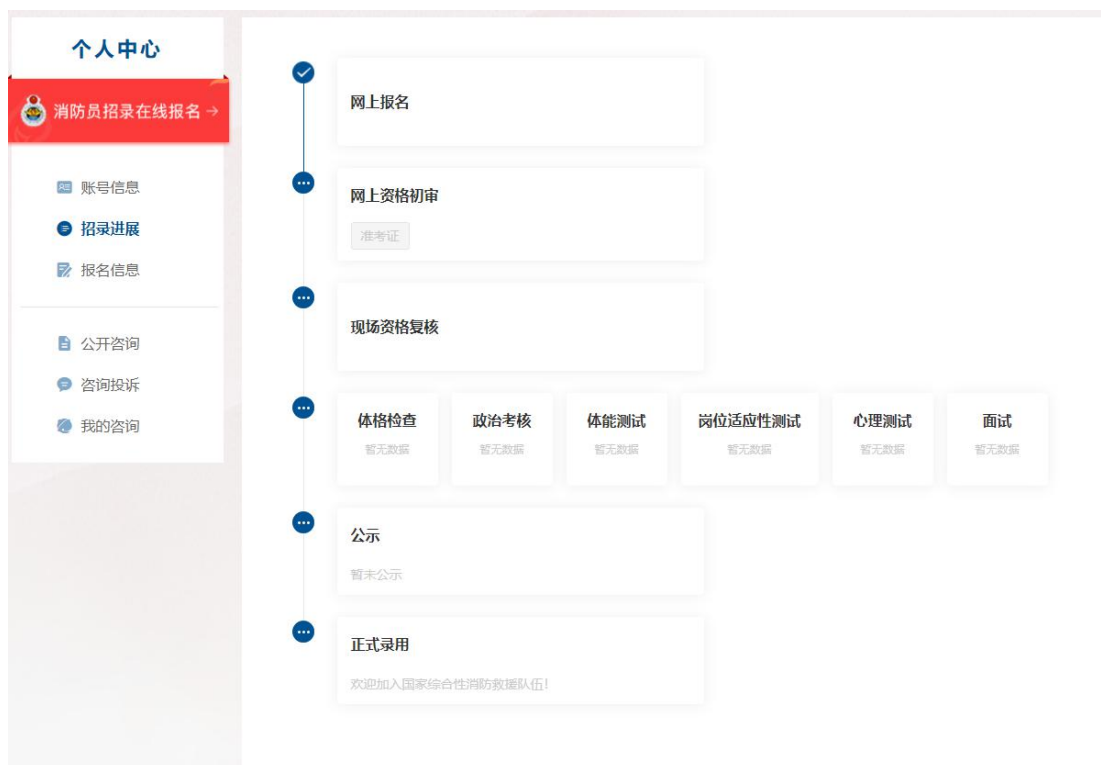 个人中心
消防员招录在线报名→
账号信息
招录进展
报名信息
公开咨询
咨询投诉
我的咨询
网上报名
网上资格初审
准考证
现场资格复核
体格检查 政治考核 体能测试 岗位适应性测试 心理测试 面试
暂无数据 暂无数据 暂无数据 暂无数据 暂无数据 暂无数据
公示
暂未公示
正式录用
欢迎加入国家综合性消防救援队伍!